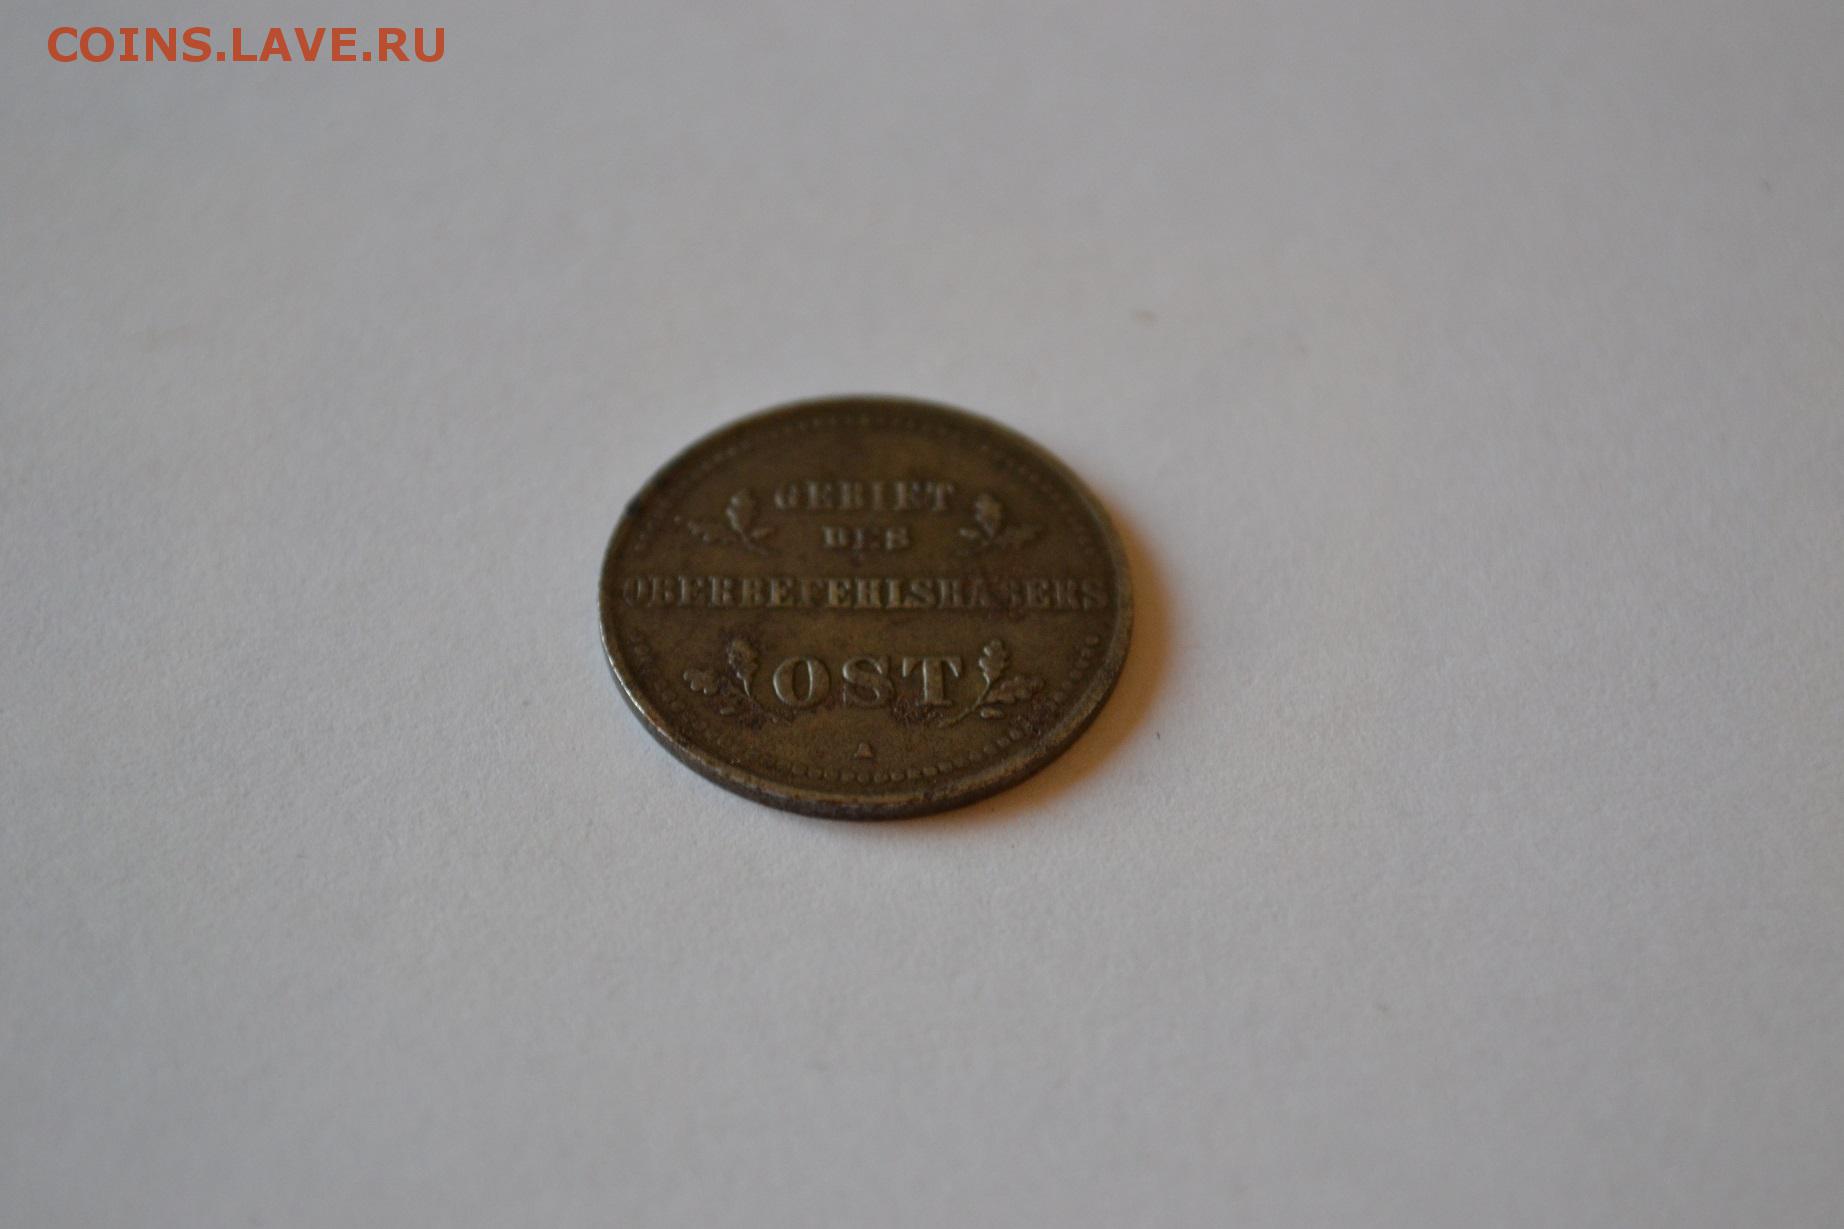 COINS.LAVE.RU
GEBIET
DES
OBERBEFEHLSHABERS
OST
A